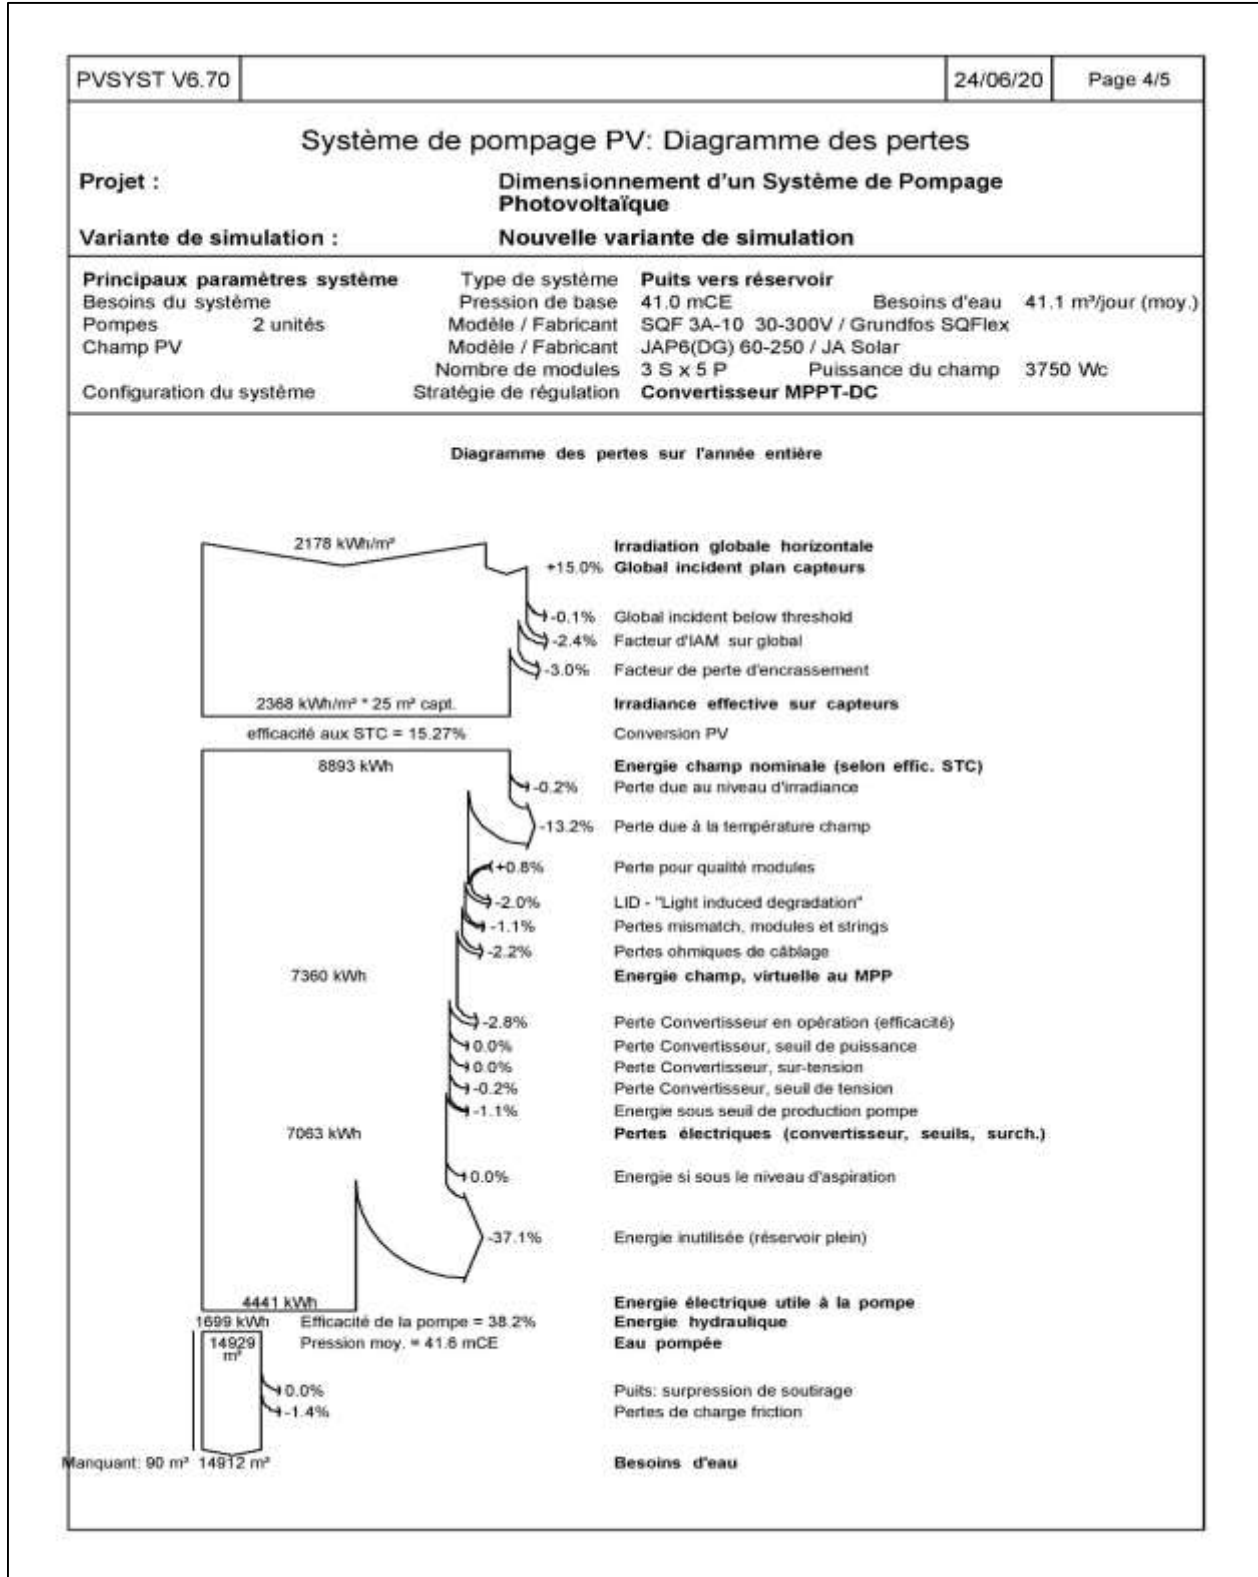 PVSYST V6.70 24/06/20 Page 4/5
Système de pompage PV: Diagramme des pertes
Projet : Dimensionnement d'un Système de Pompage
Photovoltaïque
Variante de simulation : Nouvelle variante de simulation
Principaux paramètres système Type de système Puits vers réservoir
Besoins du système Pression de base 41.0 mCE Besoins d'eau 41.1 m³/jour (moy.)
Pompes 2 unités Modèle / Fabricant SQF 3A-10 30-300V / Grundfos SQFlex
Champ PV Modèle / Fabricant JAP6(DG) 60-250 / JA Solar
Nombre de modules 3 S x 5 P Puissance du champ 3750 Wc
Configuration du système Stratégie de régulation Convertisseur MPPT-DC
Diagramme des pertes sur l'année entière
2178 kWh/m² Irradiation globale horizontale
+15.0% Global incident plan capteurs
-0.1% Global incident below threshold
-2.4% Facteur d'IAM sur global
-3.0% Facteur de perte d'encrassement
2368 kWh/m² * 25 m² capt. Irradiance effective sur capteurs
efficacité aux STC = 15.27% Conversion PV
8893 kWh Energie champ nominale (selon effic. STC)
-0.2% Perte due au niveau d'irradiance
-13.2% Perte due à la température champ
+0.8% Perte pour qualité modules
-2.0% LID - "Light induced degradation"
-1.1% Pertes mismatch, modules et strings
-2.2% Pertes ohmiques de câblage
7360 kWh Energie champ, virtuelle au MPP
-2.8% Perte Convertisseur en opération (efficacité)
0.0% Perte Convertisseur, seuil de puissance
0.0% Perte Convertisseur, sur-tension
-0.2% Perte Convertisseur, seuil de tension
-1.1% Energie sous seuil de production pompe
7063 kWh Pertes électriques (convertisseur, seuils, surch.)
0.0% Energie si sous le niveau d'aspiration
-37.1% Energie inutilisée (réservoir plein)
4441 kWh Energie électrique utile à la pompe
1699 kWh Efficacité de la pompe = 38.2% Energie hydraulique
14929 Pression moy. = 41.6 mCE Eau pompée
m³
0.0% Puits: surpression de soutirage
-1.4% Pertes de charge friction
Manquant: 90 m³ 14912 m³ Besoins d'eau